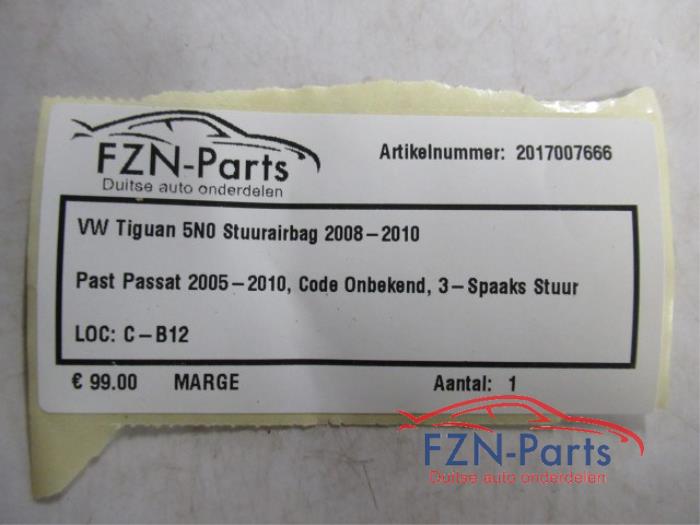 FZN-Parts
Duitse auto onderdelen
Artikelnummer: 2017007666
VW Tiguan 5N0 Stuurairbag 2008-2010
Past Passat 2005-2010, Code Onbekend, 3-Spaaks Stuur
LOC: C-B12
€ 99.00 MARGE Aantal: 1
FZN-Parts
Duitse auto onderdelen